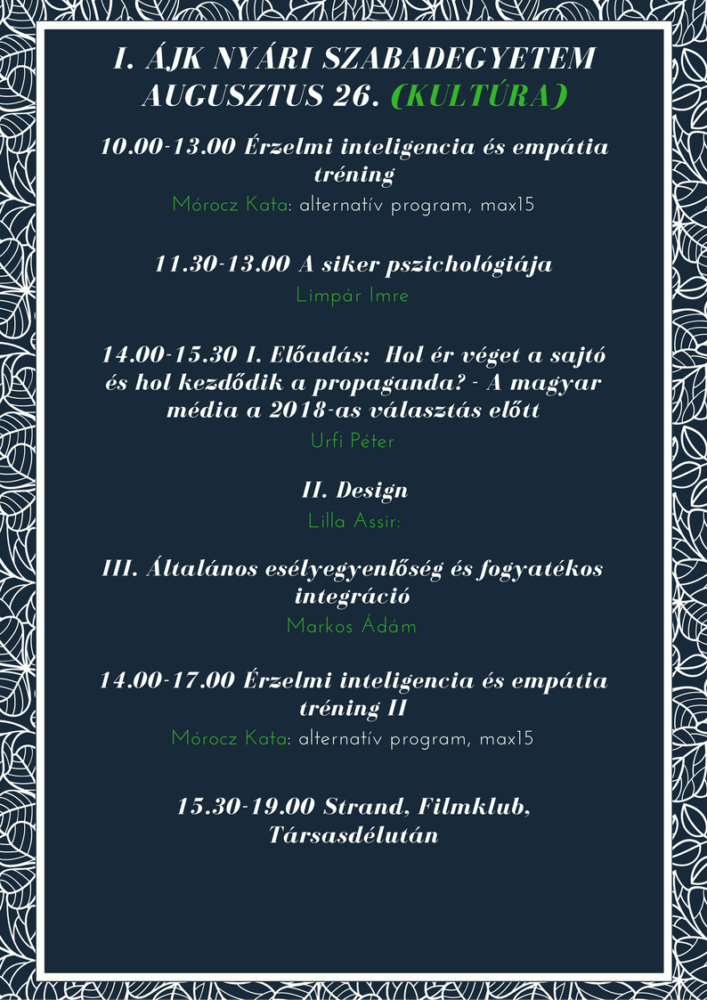 I. ÁJK NYÁRI SZABADEGYETEM
AUGUSZTUS 26. (KULTÚRA)
10.00-13.00 Érzelmi inteligencia és empátia
tréning
Mórocz Kata: alternatív program, max15
11.30-13.00 A siker pszichológiája
Limpár Imre
14.00-15.30 I. Előadás:  Hol ér véget a sajtó
és hol kezdődik a propaganda? - A magyar
média a 2018-as választás előtt
Urfi Péter
II. Design
Lilla Assir:
III. Általános esélyegyenlőség és fogyatékos
integráció
Markos Ádám
14.00-17.00 Érzelmi inteligencia és empátia
tréning II
Mórocz Kata: alternatív program, max15
15.30-19.00 Strand, Filmklub,
Társasdélután